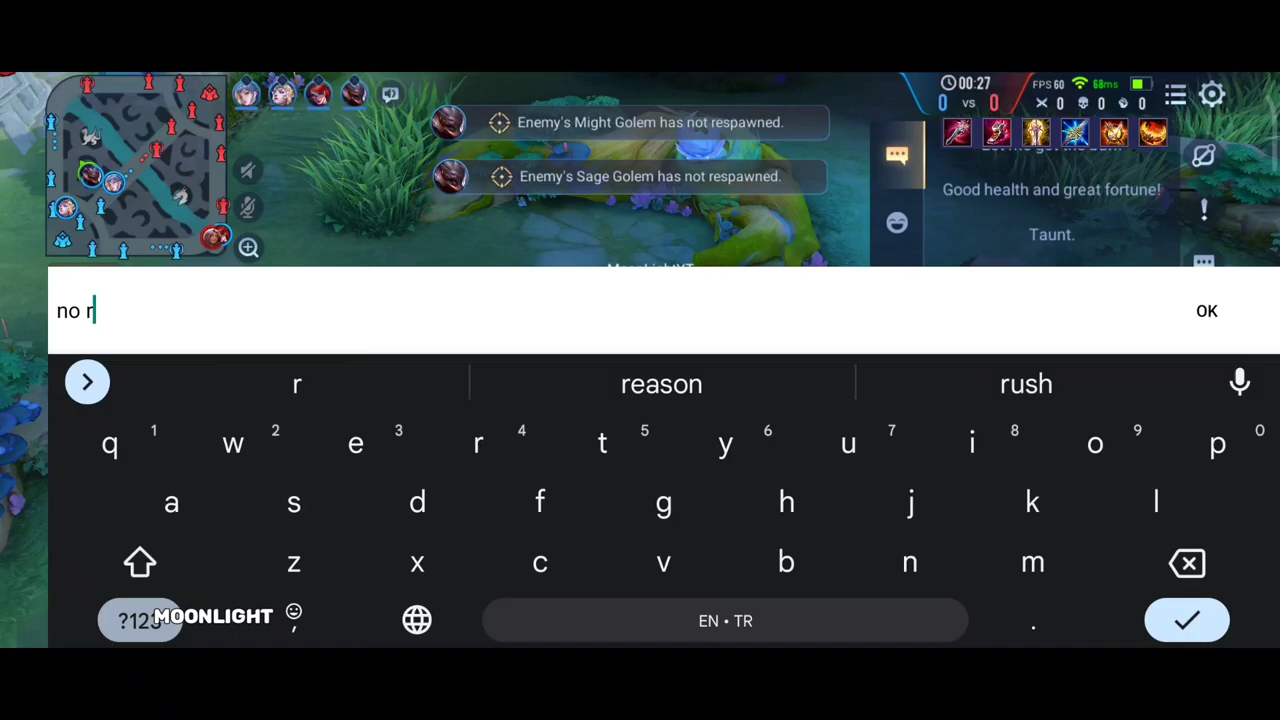 00:27
FPS 60
68ms
0 vs 0
0 0 0
Enemy's Might Golem has not respawned.
Enemy's Sage Golem has not respawned.
Good health and great fortune!
Taunt.
no r
OK
r reason rush
q 1 w 2 e 3 r 4 t 5 y 6 u 7 i 8 o 9 p 0
a s d f g h j k l
z x c v b n m
?123 MOONLIGHT , EN • TR .